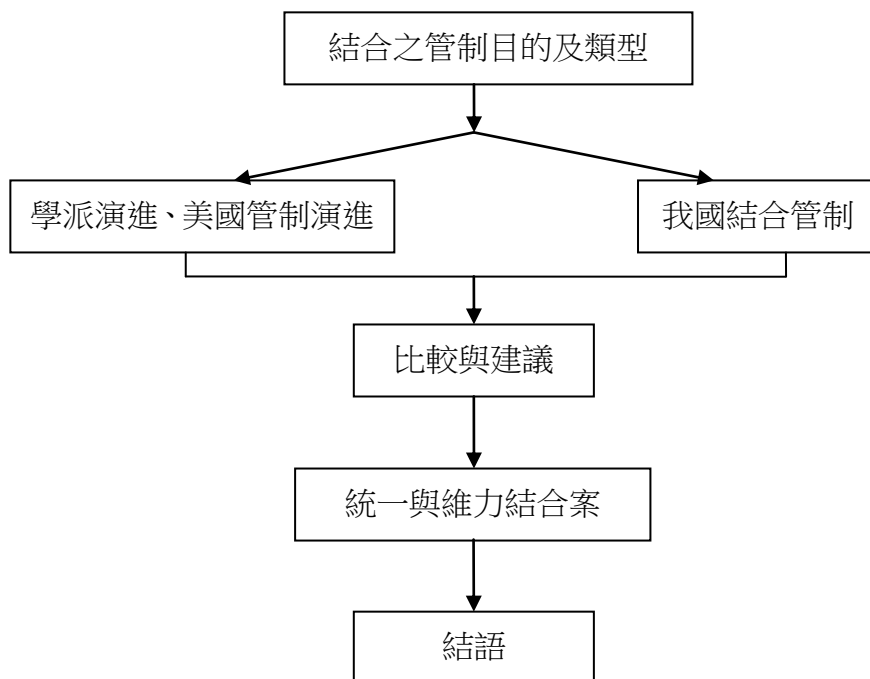 結合之管制目的及類型
學派演進、美國管制演進
我國結合管制
比較與建議
統一與維力結合案
結語